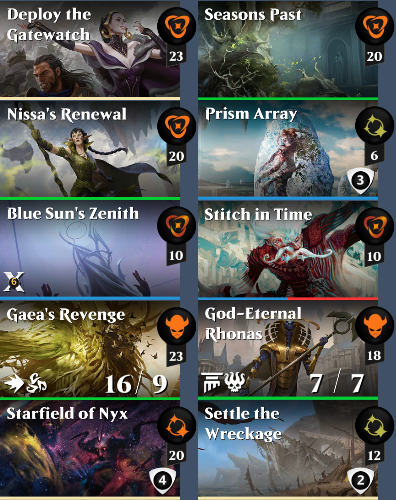 Deploy the
Gatewatch
23
Seasons Past
20
Nissa's Renewal
20
Prism Array
6
3
Blue Sun's Zenith
10
X
6
Stitch in Time
10
Gaea's Revenge
23
16 / 9
God-Eternal
Rhonas
18
7 / 7
Starfield of Nyx
20
4
Settle the
Wreckage
12
2